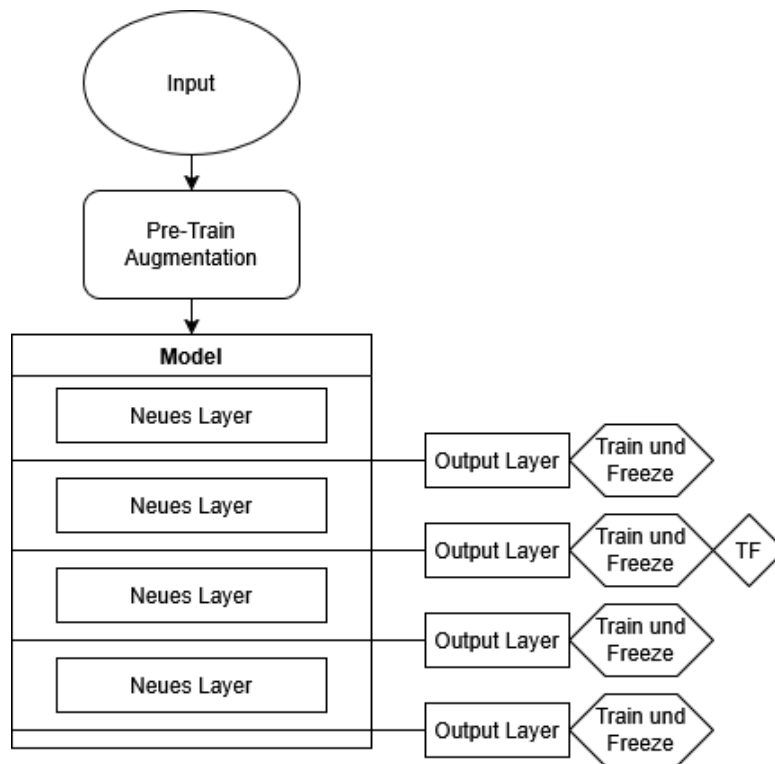 Input
Pre-Train
Augmentation
Model
Neues Layer
Output Layer
Train und
Freeze
Neues Layer
Output Layer
Train und
Freeze
TF
Neues Layer
Output Layer
Train und
Freeze
Neues Layer
Output Layer
Train und
Freeze